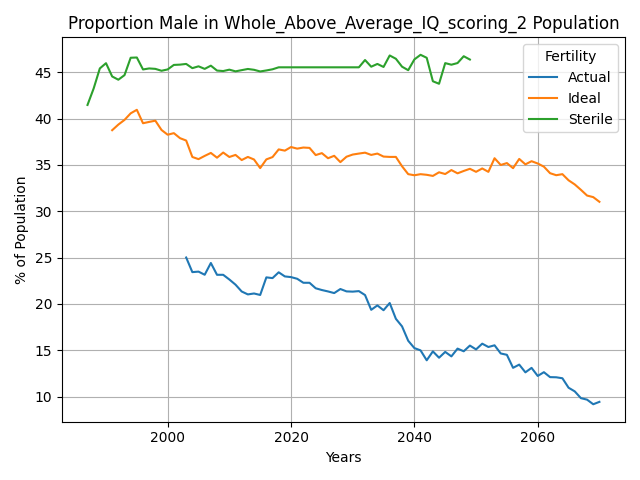 Proportion Male in Whole_Above_Average_IQ_scoring_2 Population
Fertility
Actual
Ideal
Sterile
% of Population
45
40
35
30
25
20
15
10
2000 2020 2040 2060
Years